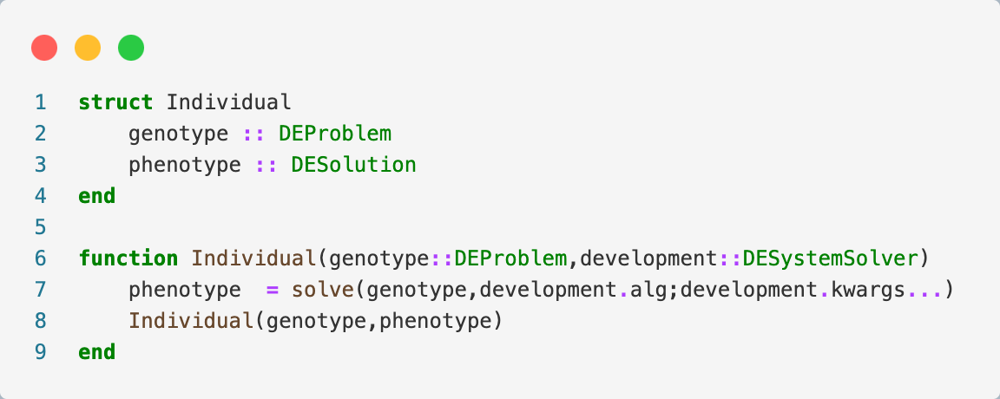 1 struct Individual
2     genotype :: DEProblem
3     phenotype :: DESolution
4 end
5
6 function Individual(genotype::DEProblem,development::DESystemSolver)
7     phenotype  = solve(genotype,development.alg;development.kwargs...)
8     Individual(genotype,phenotype)
9 end